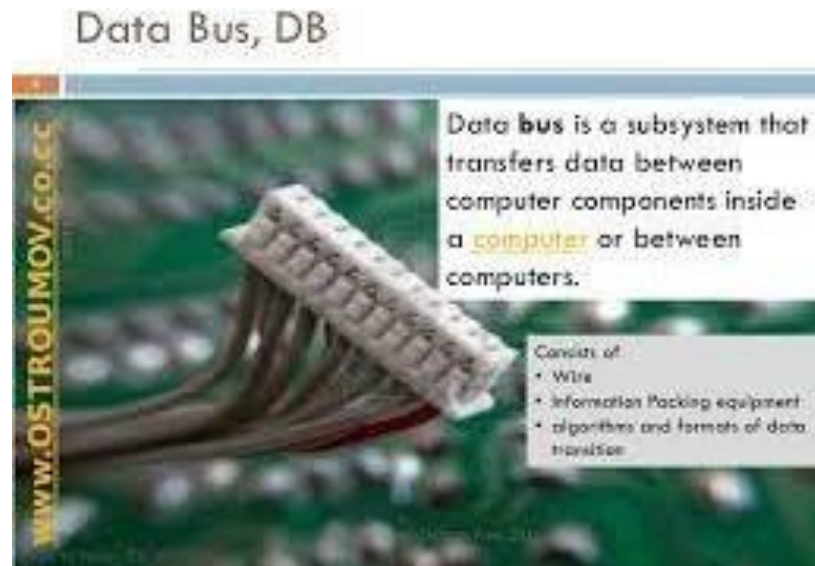 Data Bus, DB
www.OSTROUMOV.co.cc
Data bus is a subsystem that
transfers data between
computer components inside
a computer or between
computers.
Consists of
• Wire
• Information Packing equipment
• algorithms and formats of data
transition